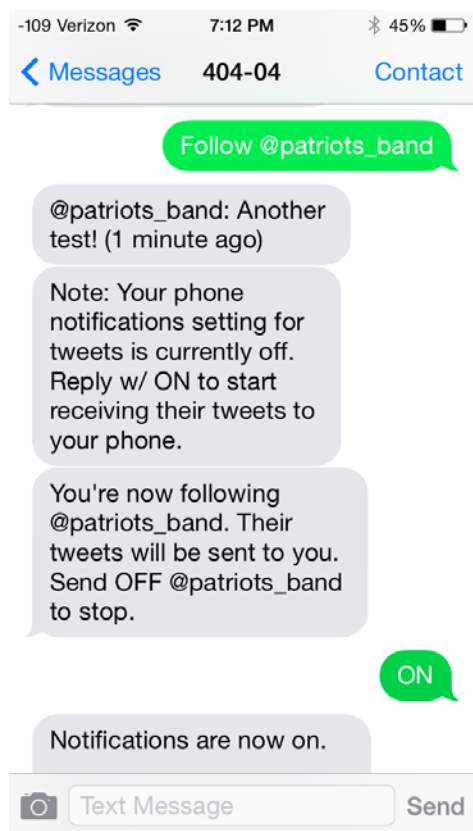 -109 Verizon 7:12 PM 45%
Messages 404-04 Contact
Follow @patriots_band
@patriots_band: Another
test! (1 minute ago)
Note: Your phone
notifications setting for
tweets is currently off.
Reply w/ ON to start
receiving their tweets to
your phone.
You're now following
@patriots_band. Their
tweets will be sent to you.
Send OFF @patriots_band
to stop.
ON
Notifications are now on.
Text Message Send